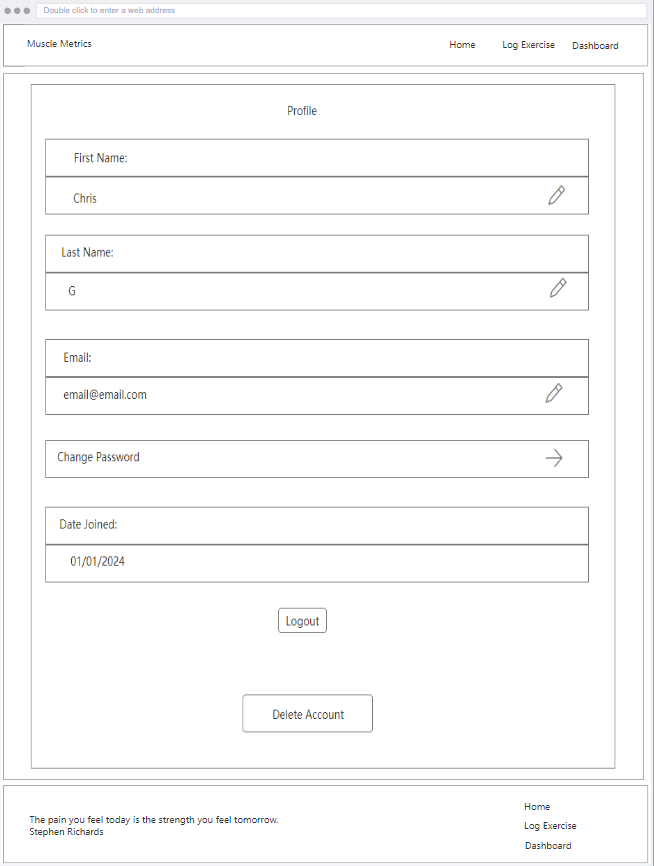 Double click to enter a web address
Muscle Metrics
Home
Log Exercise
Dashboard
Profile
First Name:
Chris
Last Name:
G
Email:
email@email.com
Change Password
Date Joined:
01/01/2024
Logout
Delete Account
The pain you feel today is the strength you feel tomorrow.
Stephen Richards
Home
Log Exercise
Dashboard